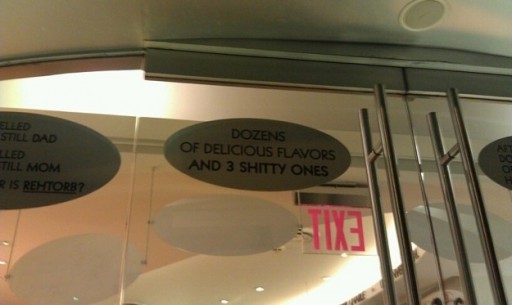 ELLED
STILL DAD
LLED
TILL MOM
R IS REHTORB?
DOZENS
OF DELICIOUS FLAVORS
AND 3 SHITTY ONES
EXIT